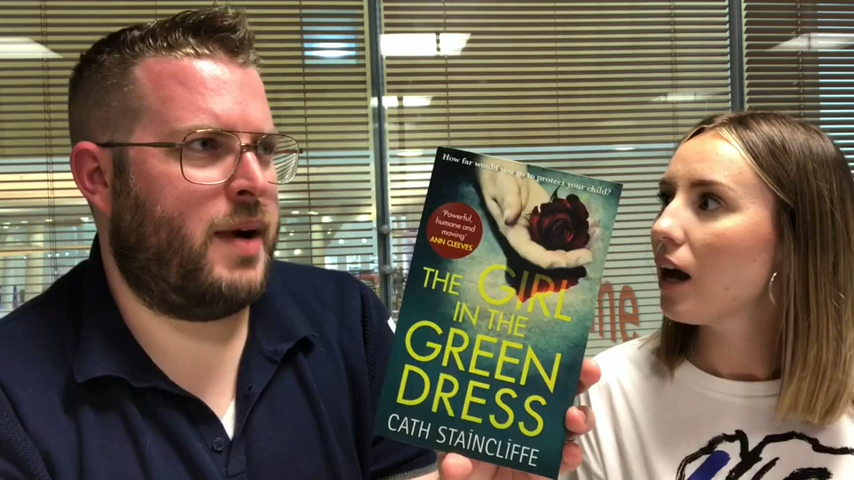 How far would you go to protect your child?
'Powerful,
humane and
moving'
ANN CLEEVES
THE GIRL
IN THE
GREEN
DRESS
CATH STAINCLIFFE
me